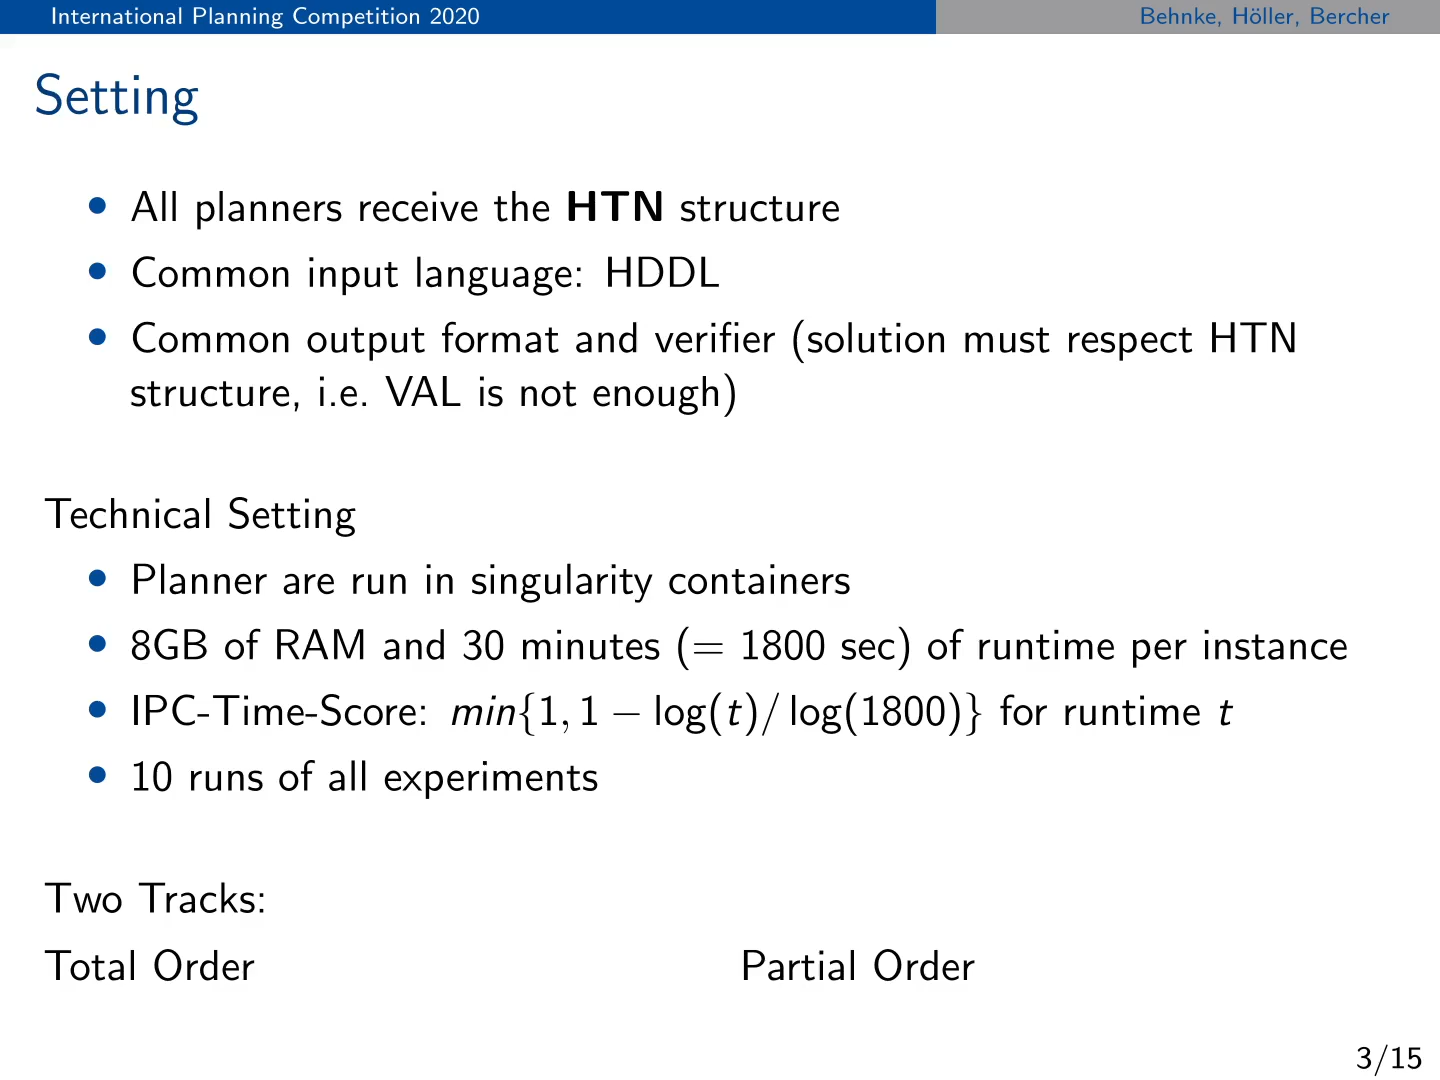 International Planning Competition 2020
Behnke, Höller, Bercher
Setting
• All planners receive the HTN structure
• Common input language: HDDL
• Common output format and verifier (solution must respect HTN
structure, i.e. VAL is not enough)
Technical Setting
• Planner are run in singularity containers
• 8GB of RAM and 30 minutes (= 1800 sec) of runtime per instance
• IPC-Time-Score: min{1, 1 − log(t)/ log(1800)} for runtime t
• 10 runs of all experiments
Two Tracks:
Total Order
Partial Order
3/15